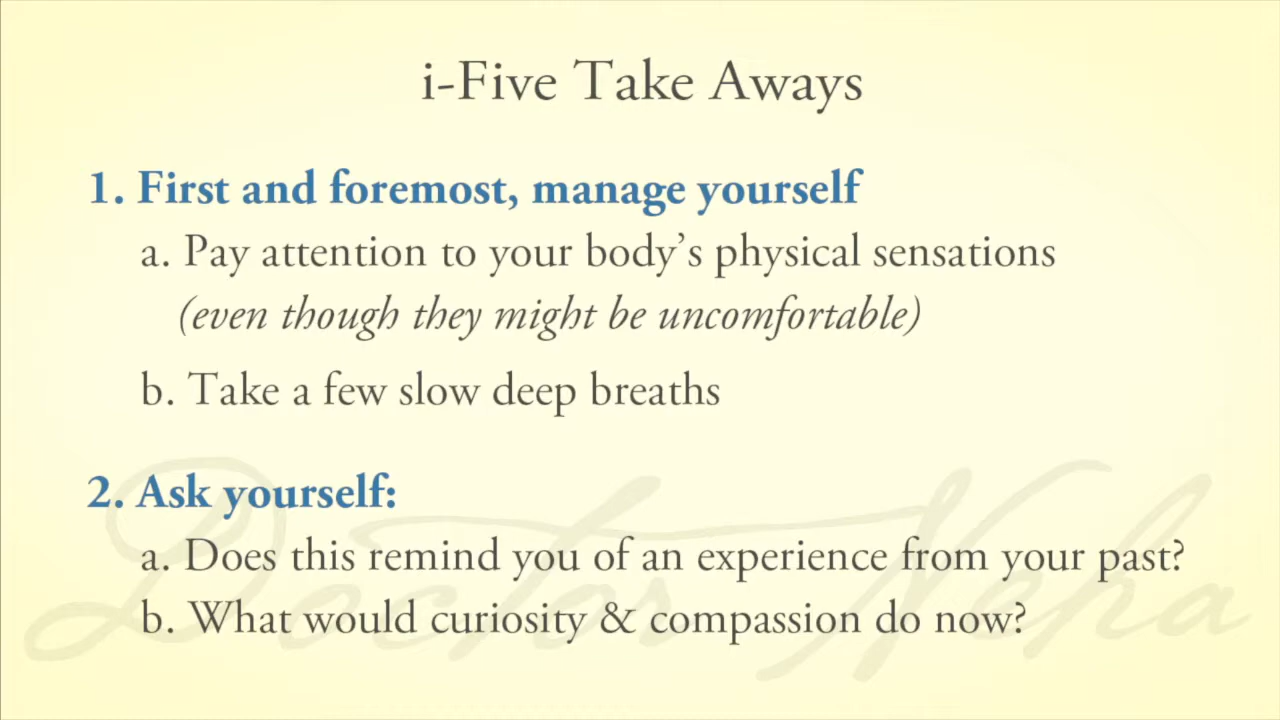 i-Five Take Aways
1. First and foremost, manage yourself
a. Pay attention to your body’s physical sensations
(even though they might be uncomfortable)
b. Take a few slow deep breaths
2. Ask yourself:
a. Does this remind you of an experience from your past?
b. What would curiosity & compassion do now?
Doctor Neha